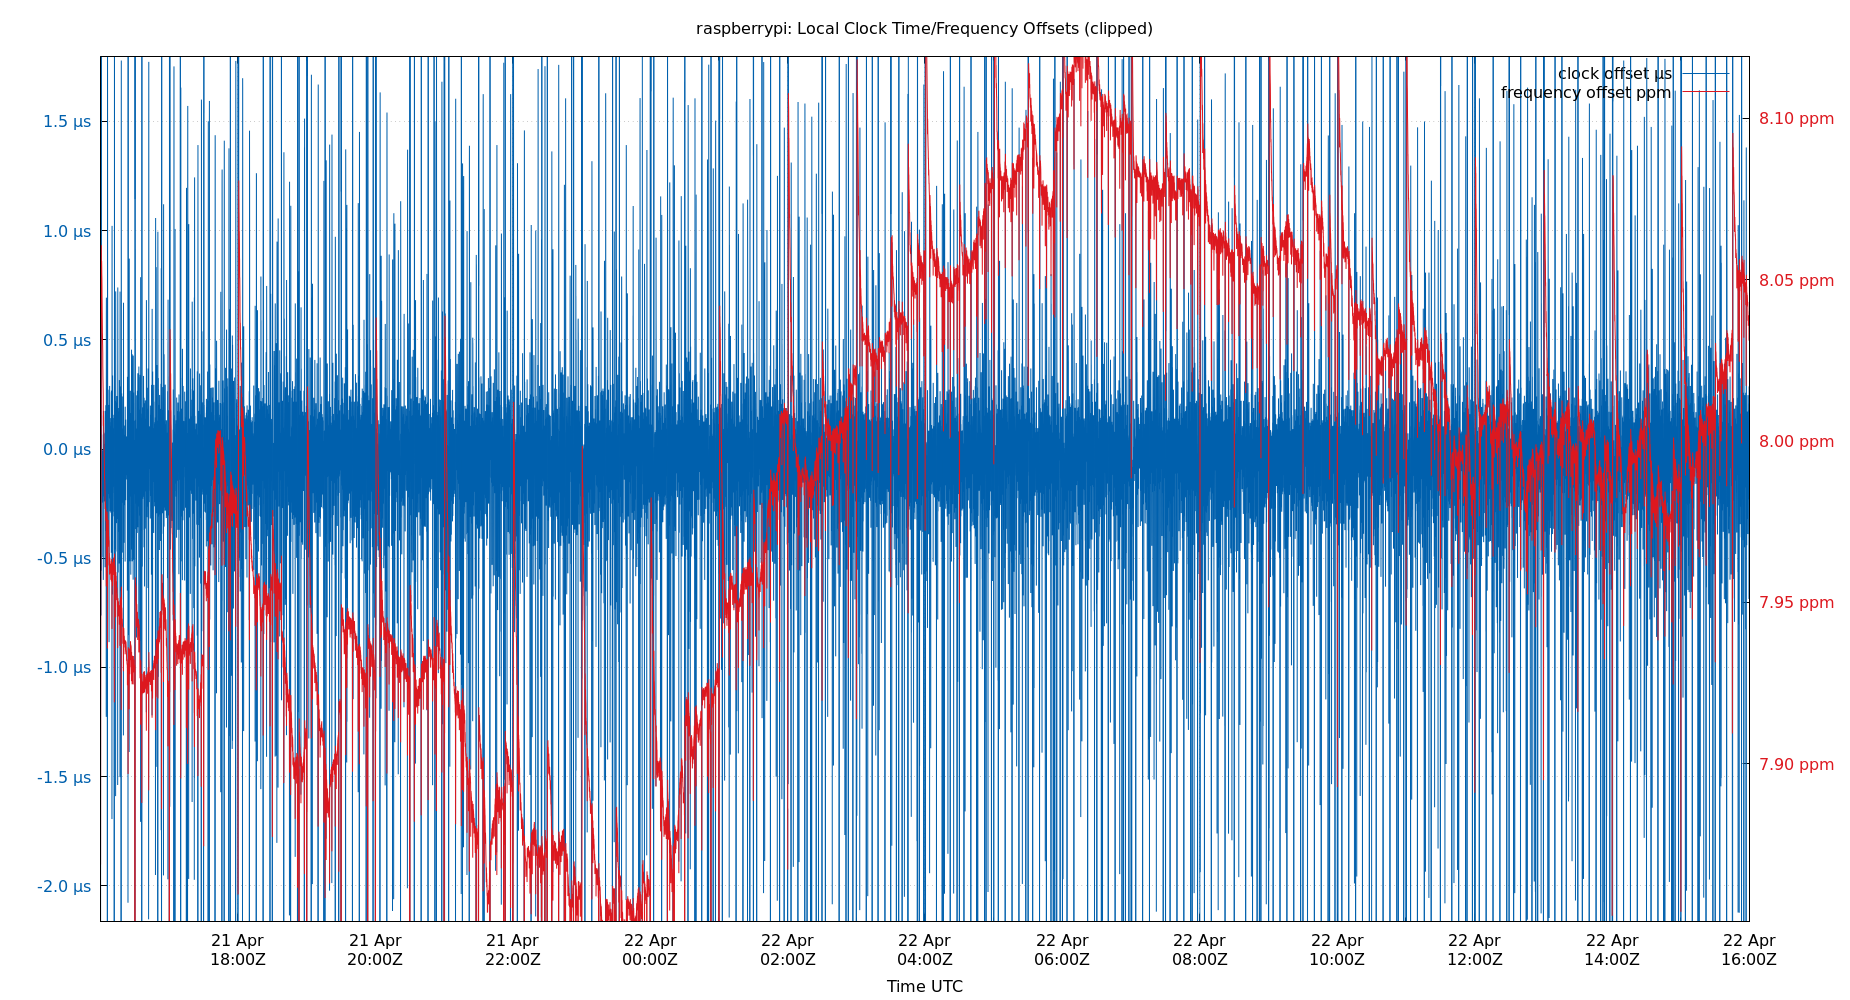 raspberrypi: Local Clock Time/Frequency Offsets (clipped)
clock offset µs
frequency offset ppm
1.5 µs
1.0 µs
0.5 µs
0.0 µs
-0.5 µs
-1.0 µs
-1.5 µs
-2.0 µs
8.10 ppm
8.05 ppm
8.00 ppm
7.95 ppm
7.90 ppm
21 Apr 21 Apr 21 Apr 22 Apr 22 Apr 22 Apr 22 Apr 22 Apr 22 Apr 22 Apr 22 Apr 22 Apr
18:00Z 20:00Z 22:00Z 00:00Z 02:00Z 04:00Z 06:00Z 08:00Z 10:00Z 12:00Z 14:00Z 16:00Z
Time UTC